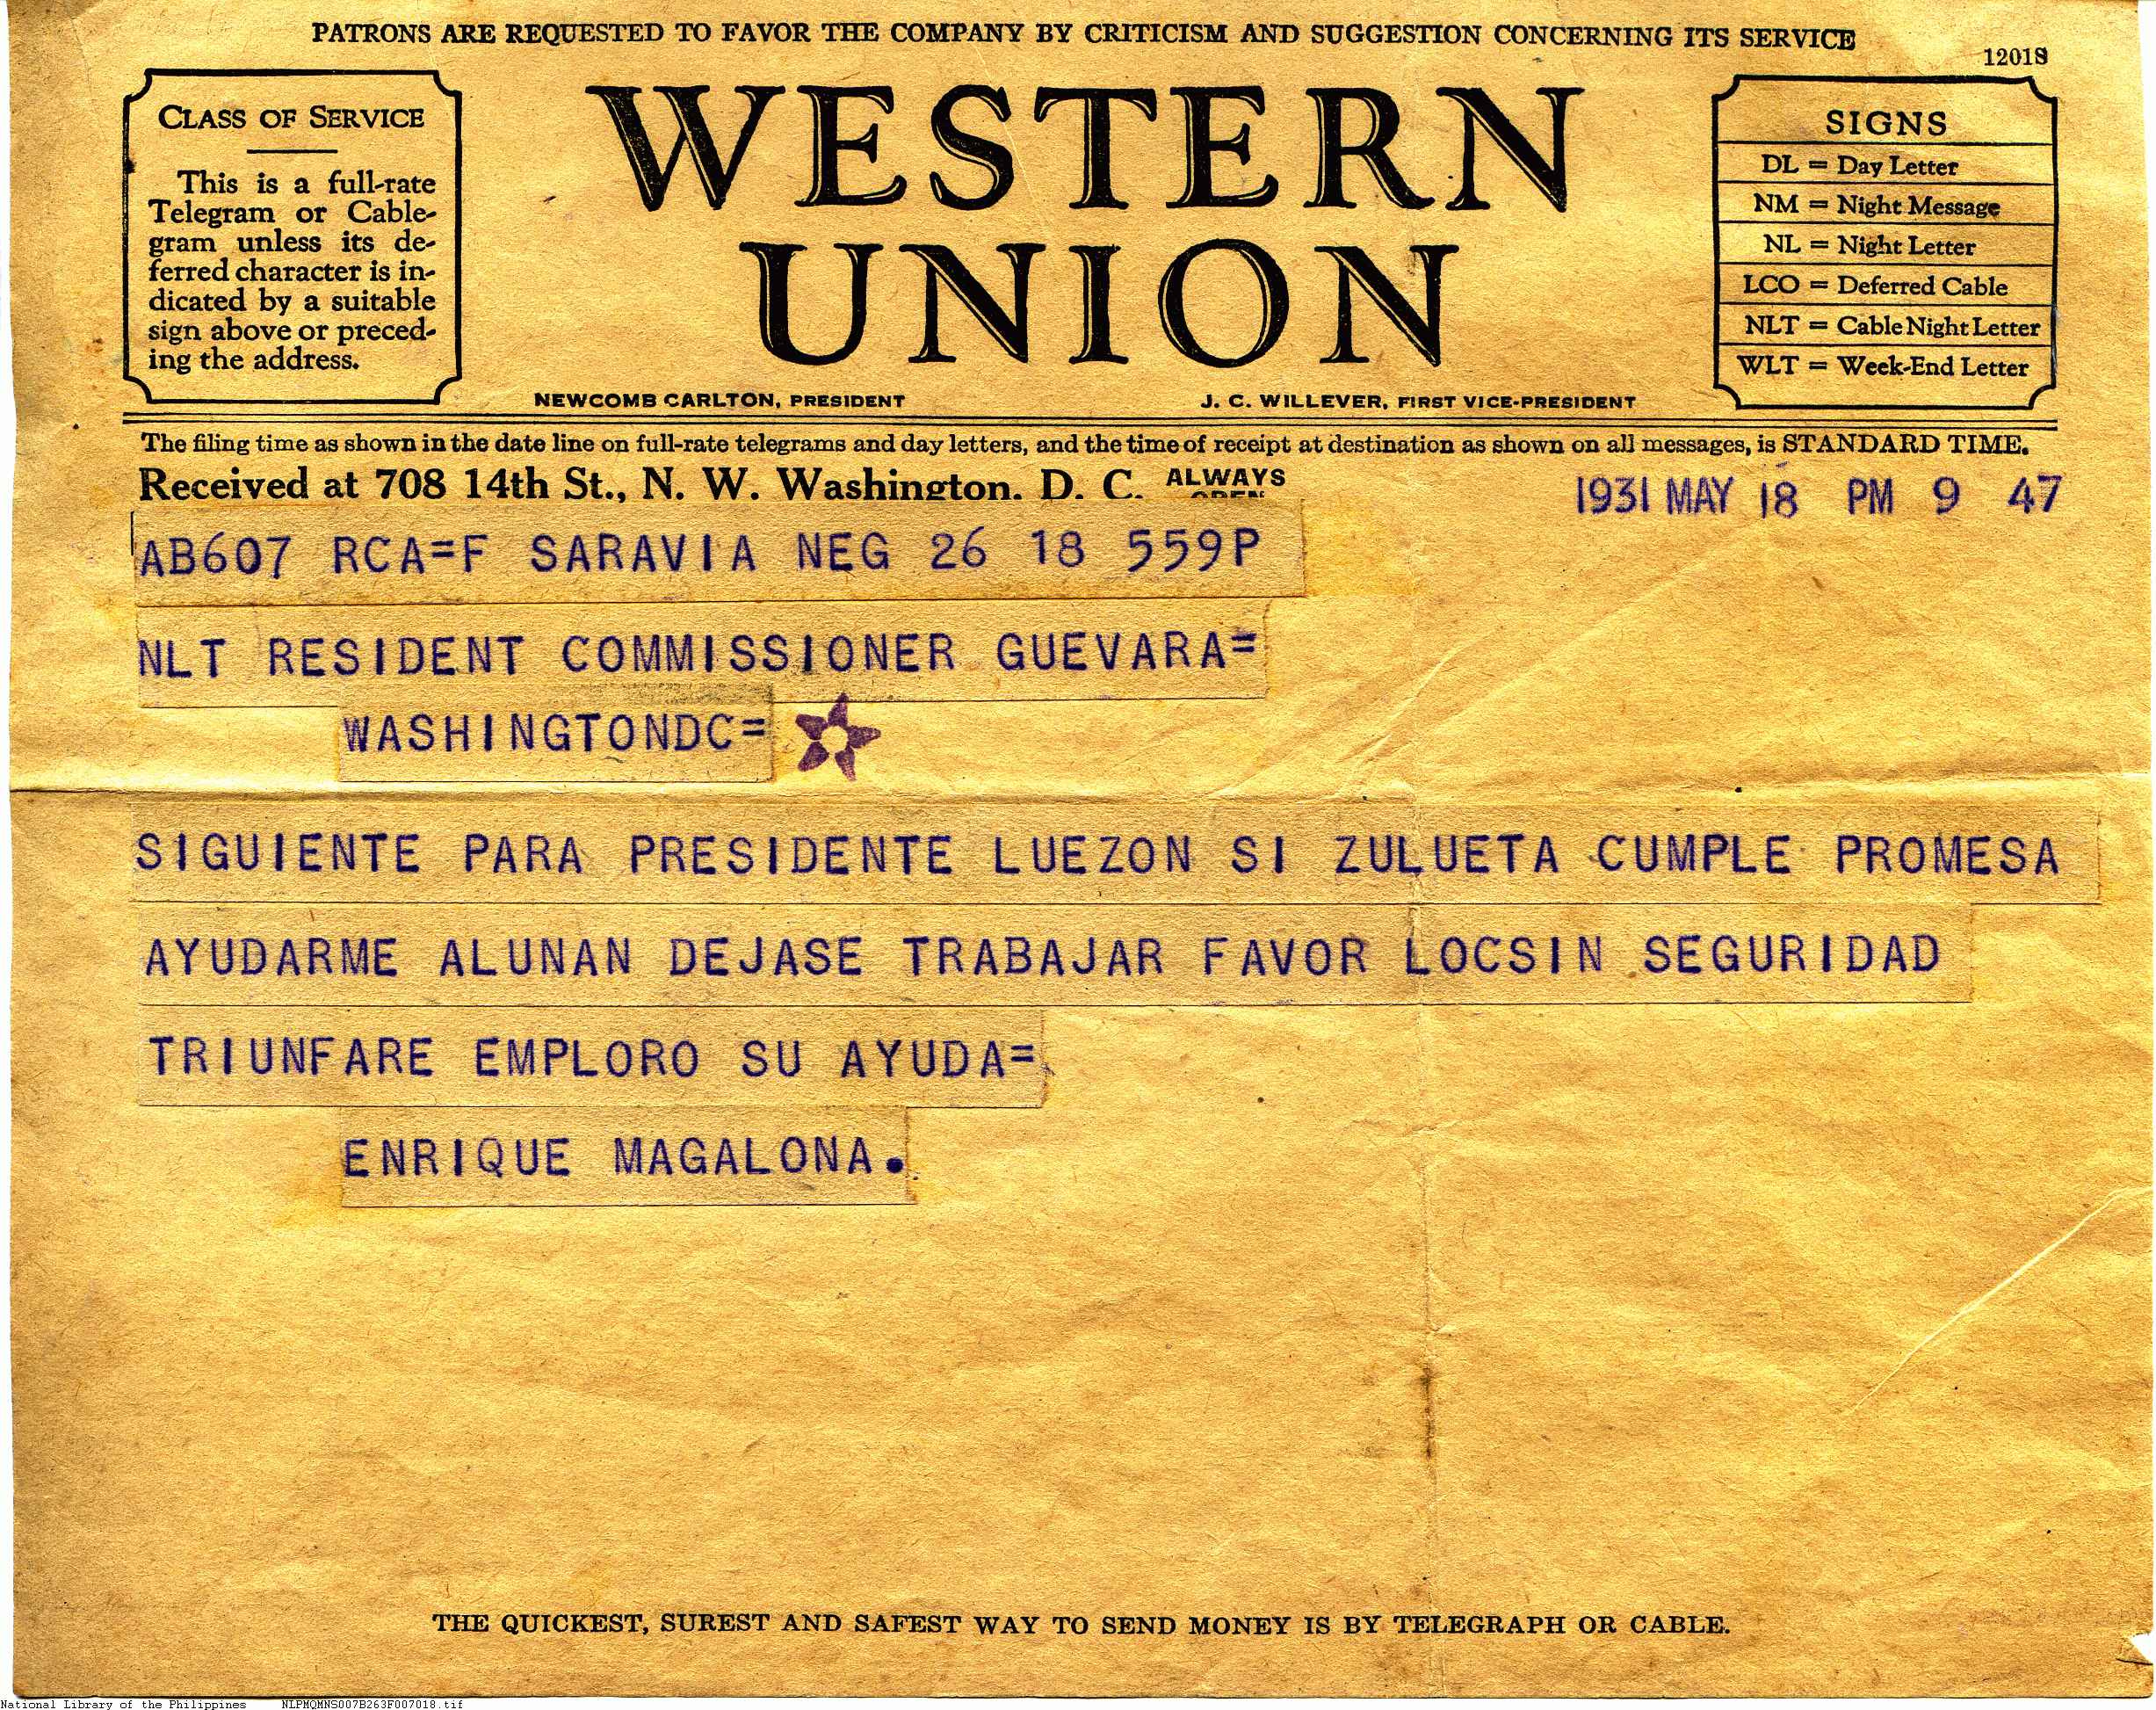 PATRONS ARE REQUESTED TO FAVOR THE COMPANY BY CRITICISM AND SUGGESTION CONCERNING ITS SERVICE
12018
CLASS OF SERVICE
This is a full-rate
Telegram or Cable-
gram unless its de-
ferred character is in-
dicated by a suitable
sign above or preced-
ing the address.
WESTERN
UNION
NEWCOMB CARLTON, PRESIDENT
J. C. WILLEVER, FIRST VICE-PRESIDENT
SIGNS
DL = Day Letter
NM = Night Message
NL = Night Letter
LCO = Deferred Cable
NLT = Cable Night Letter
WLT = Week-End Letter
The filing time as shown in the date line on full-rate telegrams and day letters, and the time of receipt at destination as shown on all messages, is STANDARD TIME.
Received at 708 14th St., N. W. Washington, D. C. ALWAYS
OPEN
1931 MAY 18 PM 9 47
AB607 RCA=F SARAVIA NEG 26 18 559P
NLT RESIDENT COMMISSIONER GUEVARA=
WASHINGTONDC=
SIGUIENTE PARA PRESIDENTE LUEZON SI ZULUETA CUMPLE PROMESA
AYUDARME ALUNAN DEJASE TRABAJAR FAVOR LOCSIN SEGURIDAD
TRIUNFARE EMPLORO SU AYUDA=
ENRIQUE MAGALONA.
THE QUICKEST, SUREST AND SAFEST WAY TO SEND MONEY IS BY TELEGRAPH OR CABLE.
National Library of the Philippines NLPMQMNS007B263F007018.tif